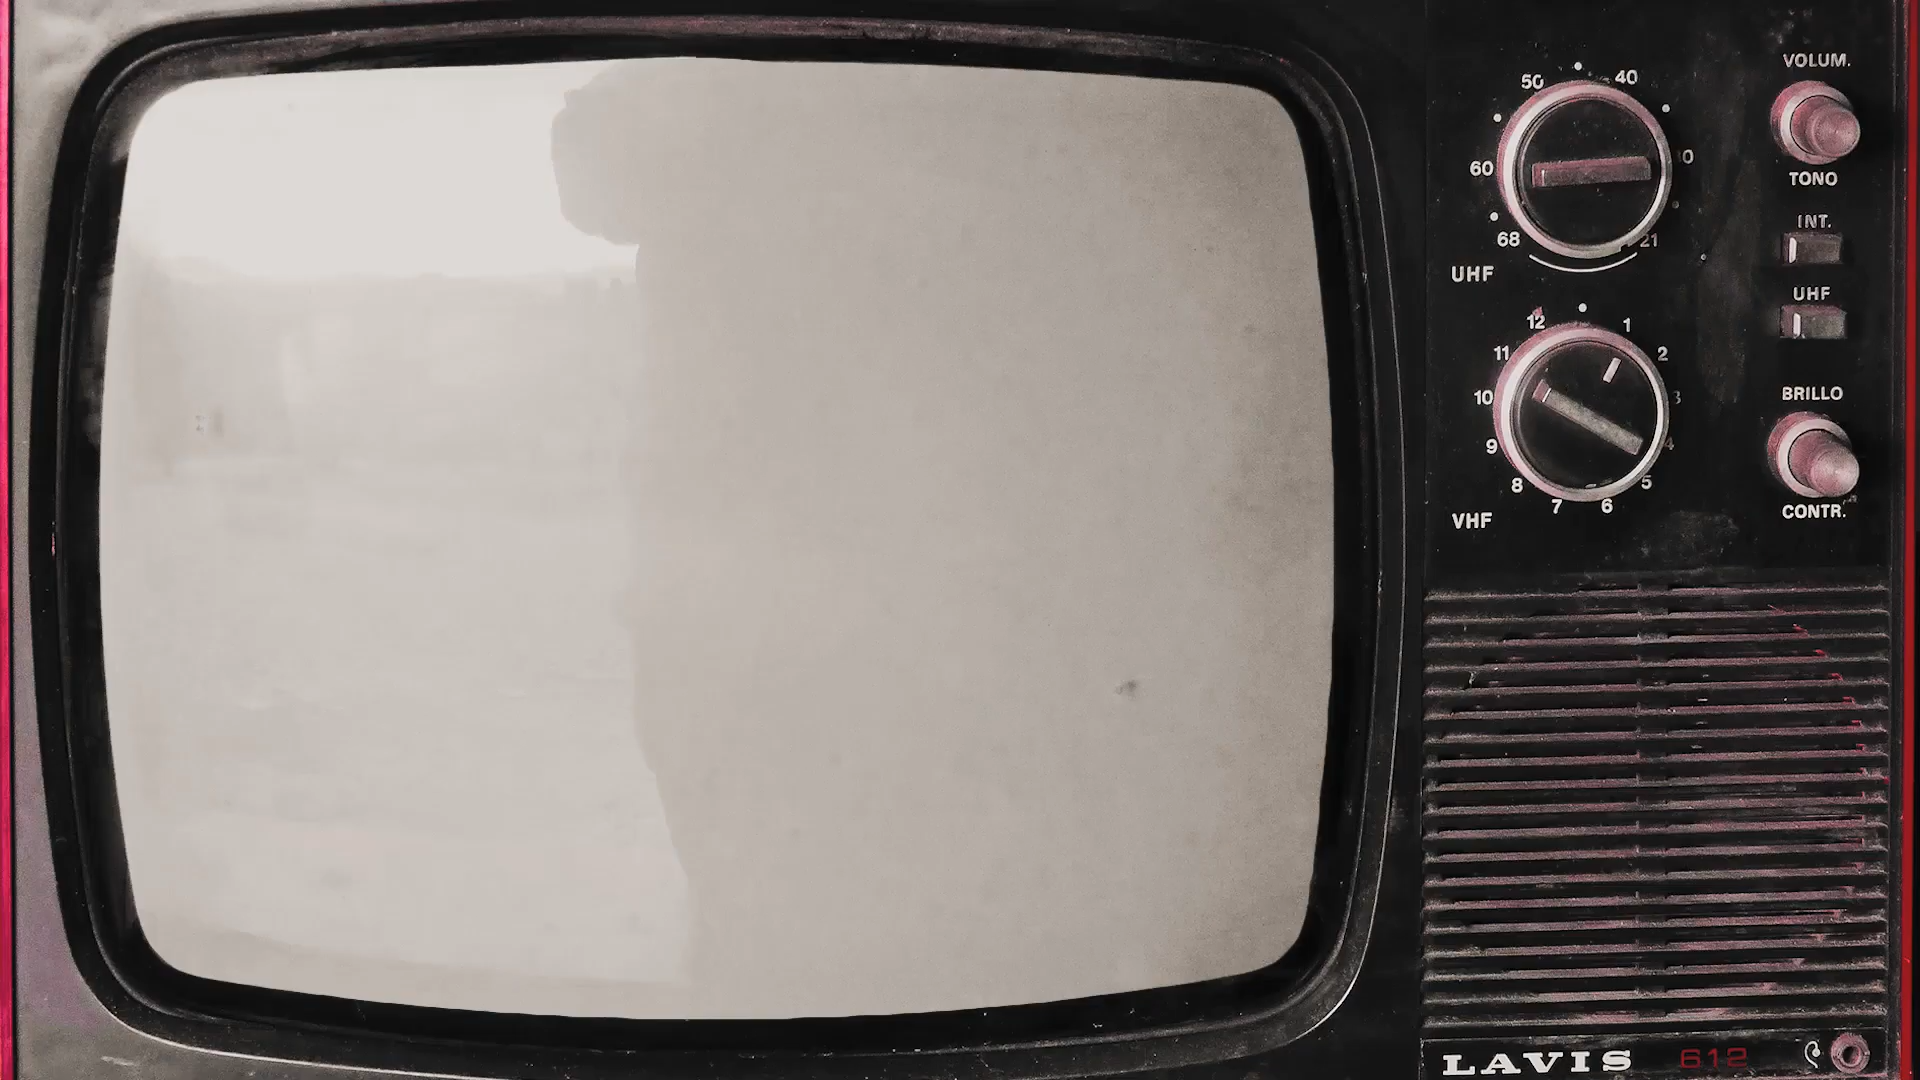 VOLUM.
TONO
INT.
UHF
BRILLO
CONTR.
50 40
60
68 21
UHF
12 1
11 2
10 3
9 4
8 5
7 6
VHF
LAVIS 612